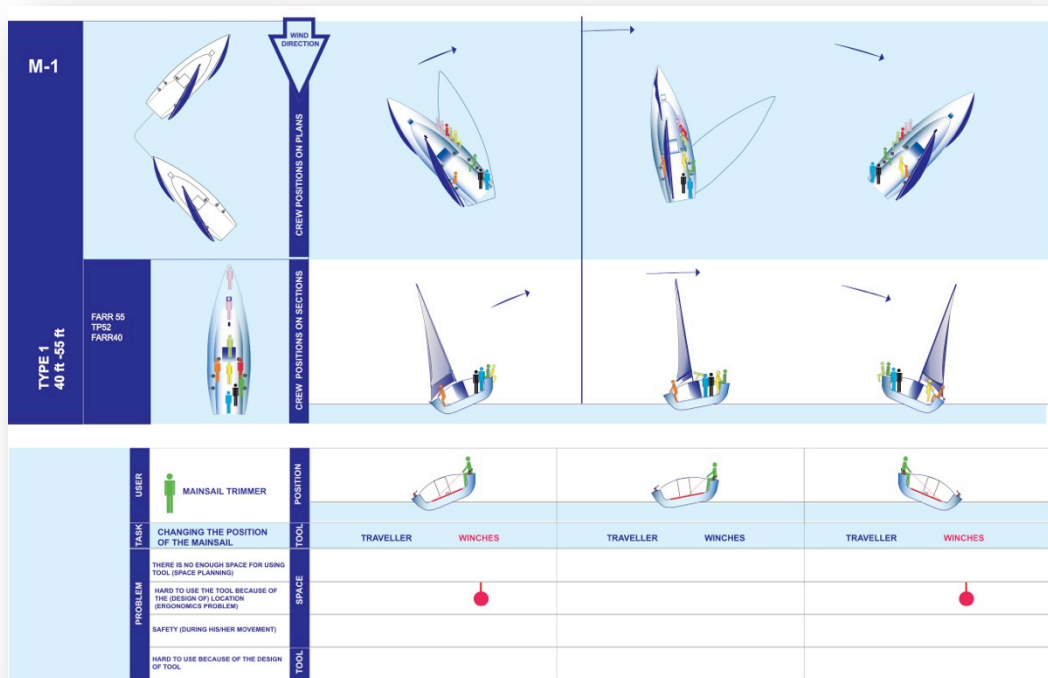 M-1
WIND
DIRECTION
CREW POSITIONS ON PLANS
TYPE 1
40 ft -55 ft
FARR 55
TP52
FARR40
CREW POSITIONS ON SECTIONS
USER
MAINSAIL TRIMMER
POSITION
TASK
CHANGING THE POSITION
OF THE MAINSAIL
TOOL
TRAVELLER WINCHES
TRAVELLER WINCHES
TRAVELLER WINCHES
PROBLEM
THERE IS NO ENOUGH SPACE FOR USING
TOOL (SPACE PLANNING)
HARD TO USE THE TOOL BECAUSE OF
THE (DESIGN OF) LOCATION
(ERGONOMICS PROBLEM)
SPACE
SAFETY (DURING HIS/HER MOVEMENT)
HARD TO USE BECAUSE OF THE DESIGN
OF TOOL
TOOL